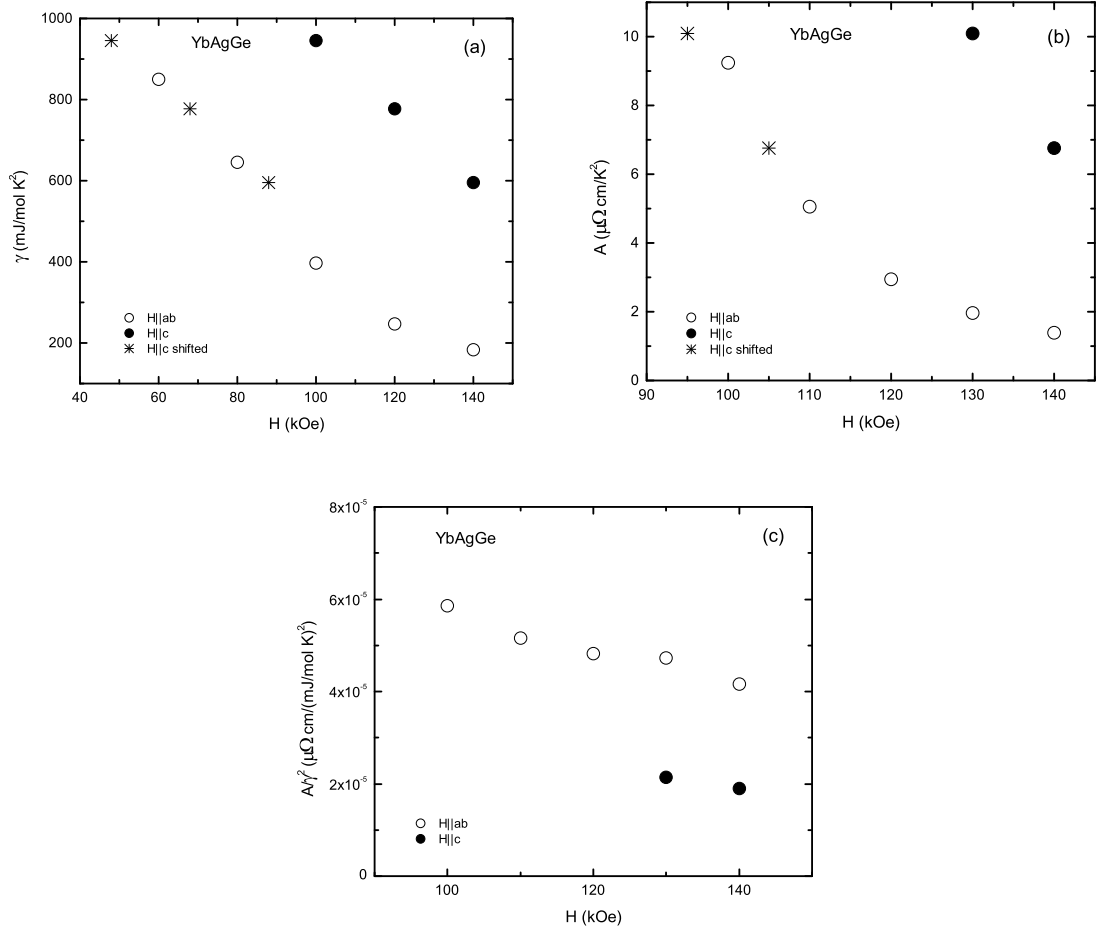 YbAgGe
(a)
1000
800
600
400
200
γ (mJ/mol K²)
H||ab
H||c
H||c shifted
40 60 80 100 120 140
H (kOe)
YbAgGe
(b)
10
8
6
4
2
0
A (μΩ cm/K²)
H||ab
H||c
H||c shifted
90 100 110 120 130 140
H (kOe)
YbAgGe
(c)
8x10⁻⁵
6x10⁻⁵
4x10⁻⁵
2x10⁻⁵
0
A/γ² (μΩ cm/(mJ/mol K)²)
H||ab
H||c
100 120 140
H (kOe)